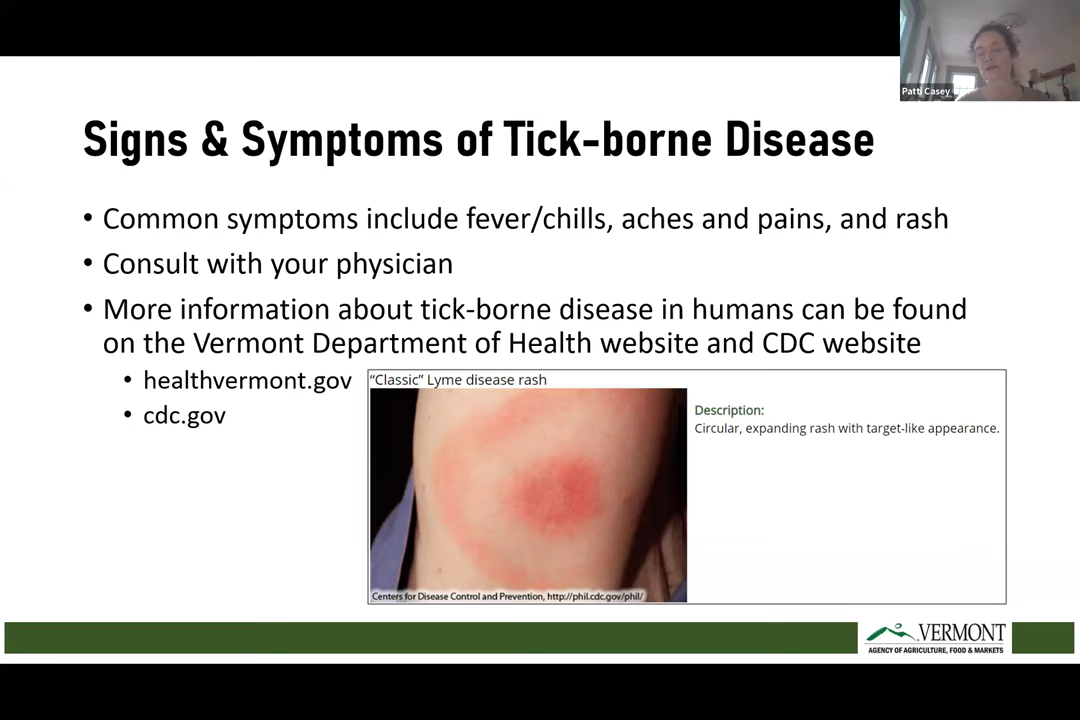 Patti Casey
Signs & Symptoms of Tick-borne Disease
• Common symptoms include fever/chills, aches and pains, and rash
• Consult with your physician
• More information about tick-borne disease in humans can be found
on the Vermont Department of Health website and CDC website
• healthvermont.gov
• cdc.gov
“Classic” Lyme disease rash
Description:
Circular, expanding rash with target-like appearance.
Centers for Disease Control and Prevention, http://phil.cdc.gov/phil/
VERMONT
AGENCY OF AGRICULTURE, FOOD & MARKETS